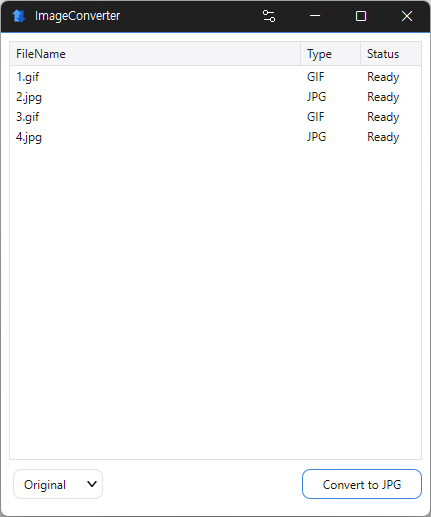 ImageConverter
FileName Type Status
1.gif GIF Ready
2.jpg JPG Ready
3.gif GIF Ready
4.jpg JPG Ready
Original Convert to JPG